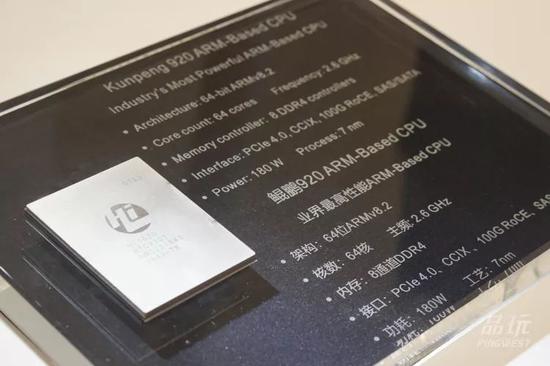 Kunpeng 920 ARM-Based CPU
Industry's Most Powerful ARM-Based CPU
• Architecture: 64-bit ARMv8.2
• Core count: 64 cores Frequency: 2.6 GHz
• Memory controller: 8 DDR4 controllers
• Interface: PCIe 4.0, CCIX, 100G RoCE, SAS/SATA
• Power: 180 W Process: 7 nm
鲲鹏920 ARM-Based CPU
业界最高性能ARM-Based CPU
• 架构: 64位ARMv8.2
• 核数: 64核 主频: 2.6 GHz
• 内存: 8通道DDR4
• 接口: PCIe 4.0、CCIX、100G RoCE, SAS
• 功耗: 180W 工艺: 7nm
Hi
品玩
PINGWEST